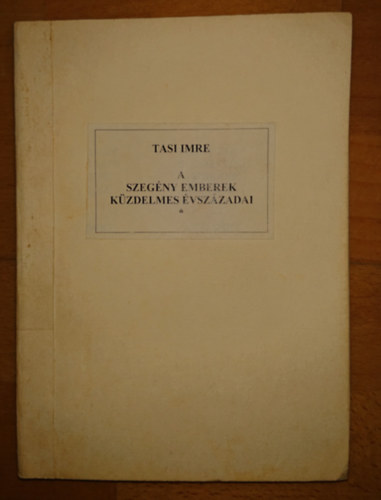 TASI IMRE
A
SZEGÉNY EMBEREK
KÜZDELMES ÉVSZÁZADAI
*